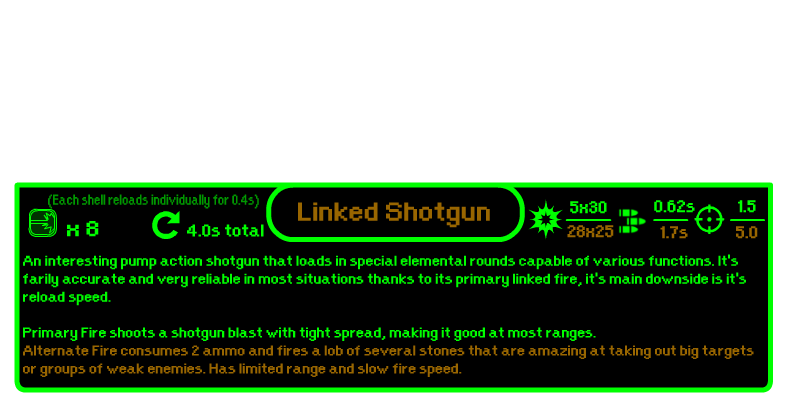 (Each shell reloads individually for 0.4s)
x 8
4.0s total
Linked Shotgun
5x30
28x25
0.62s
1.7s
1.5
5.0
An interesting pump action shotgun that loads in special elemental rounds capable of various functions. It's
farily accurate and very reliable in most situations thanks to its primary linked fire, it's main downside is it's
reload speed.
Primary Fire shoots a shotgun blast with tight spread, making it good at most ranges.
Alternate Fire consumes 2 ammo and fires a lob of several stones that are amazing at taking out big targets
or groups of weak enemies. Has limited range and slow fire speed.